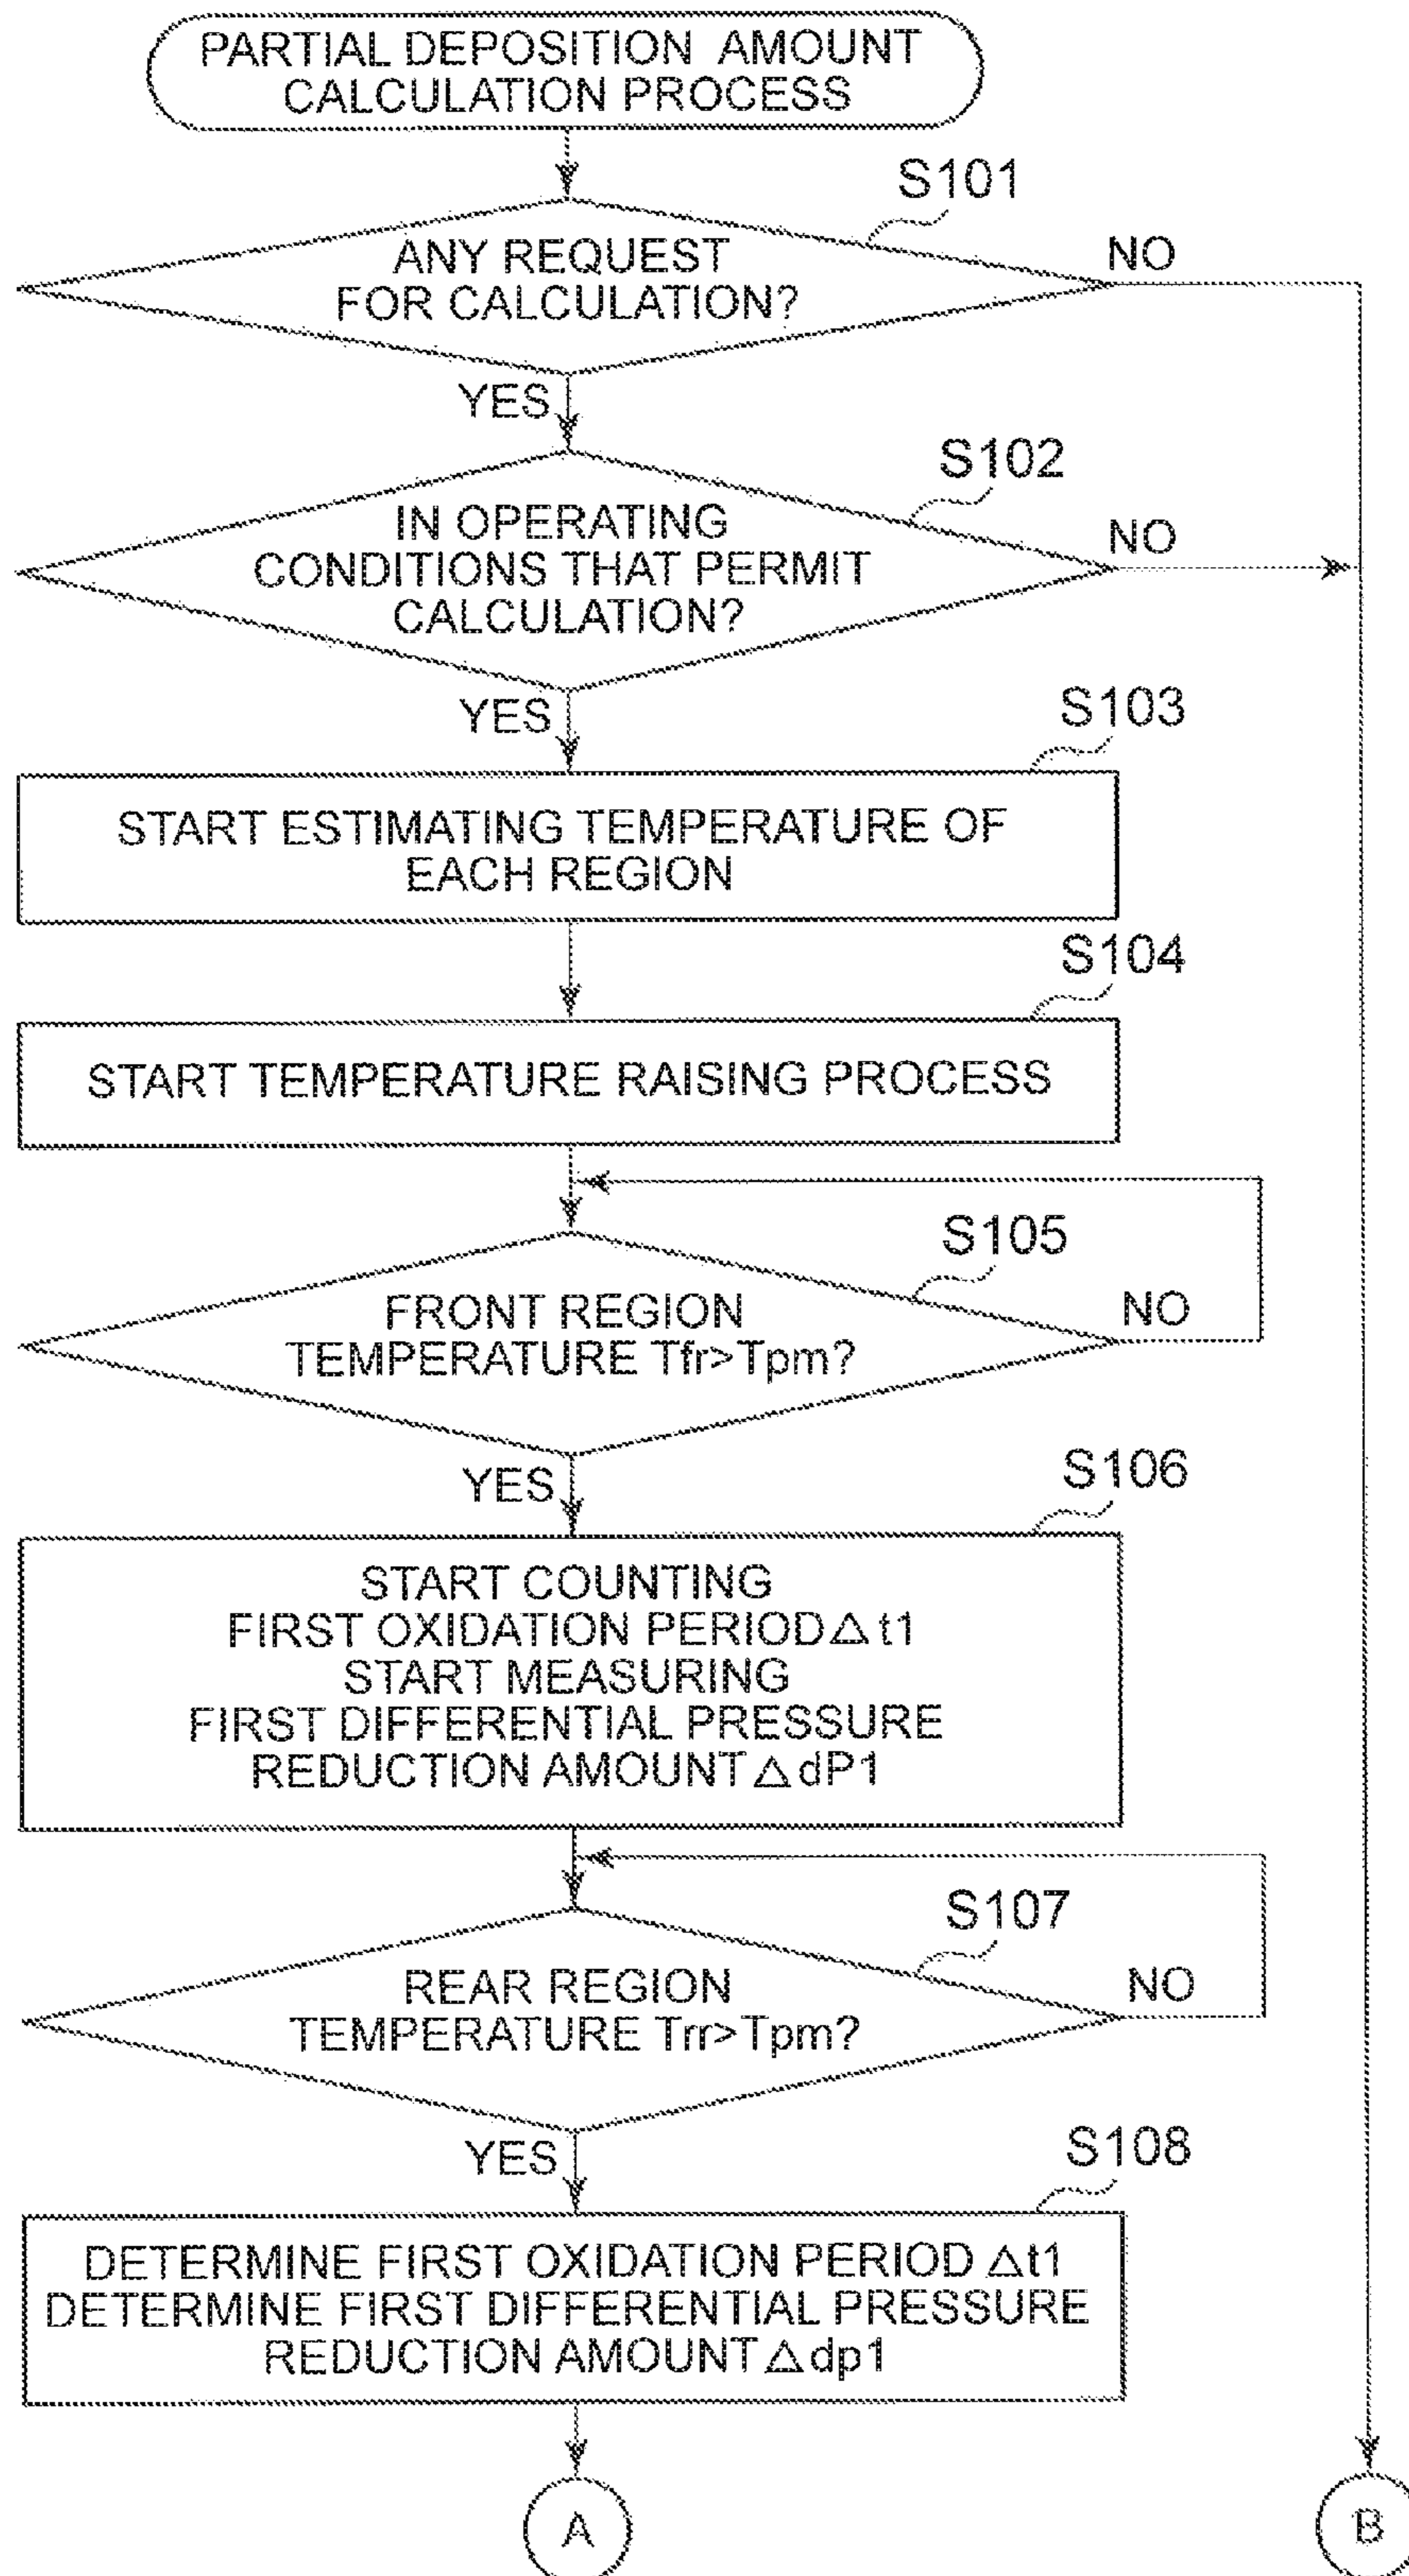 PARTIAL DEPOSITION AMOUNT
CALCULATION PROCESS
S101
ANY REQUEST
FOR CALCULATION?
NO
YES
S102
IN OPERATING
CONDITIONS THAT PERMIT
CALCULATION?
NO
YES
S103
START ESTIMATING TEMPERATURE OF
EACH REGION
S104
START TEMPERATURE RAISING PROCESS
S105
FRONT REGION
TEMPERATURE Tfr>Tpm?
NO
YES
S106
START COUNTING
FIRST OXIDATION PERIOD△t1
START MEASURING
FIRST DIFFERENTIAL PRESSURE
REDUCTION AMOUNT△dP1
S107
REAR REGION
TEMPERATURE Trr>Tpm?
NO
YES
S108
DETERMINE FIRST OXIDATION PERIOD △t1
DETERMINE FIRST DIFFERENTIAL PRESSURE
REDUCTION AMOUNT△dp1
A
B